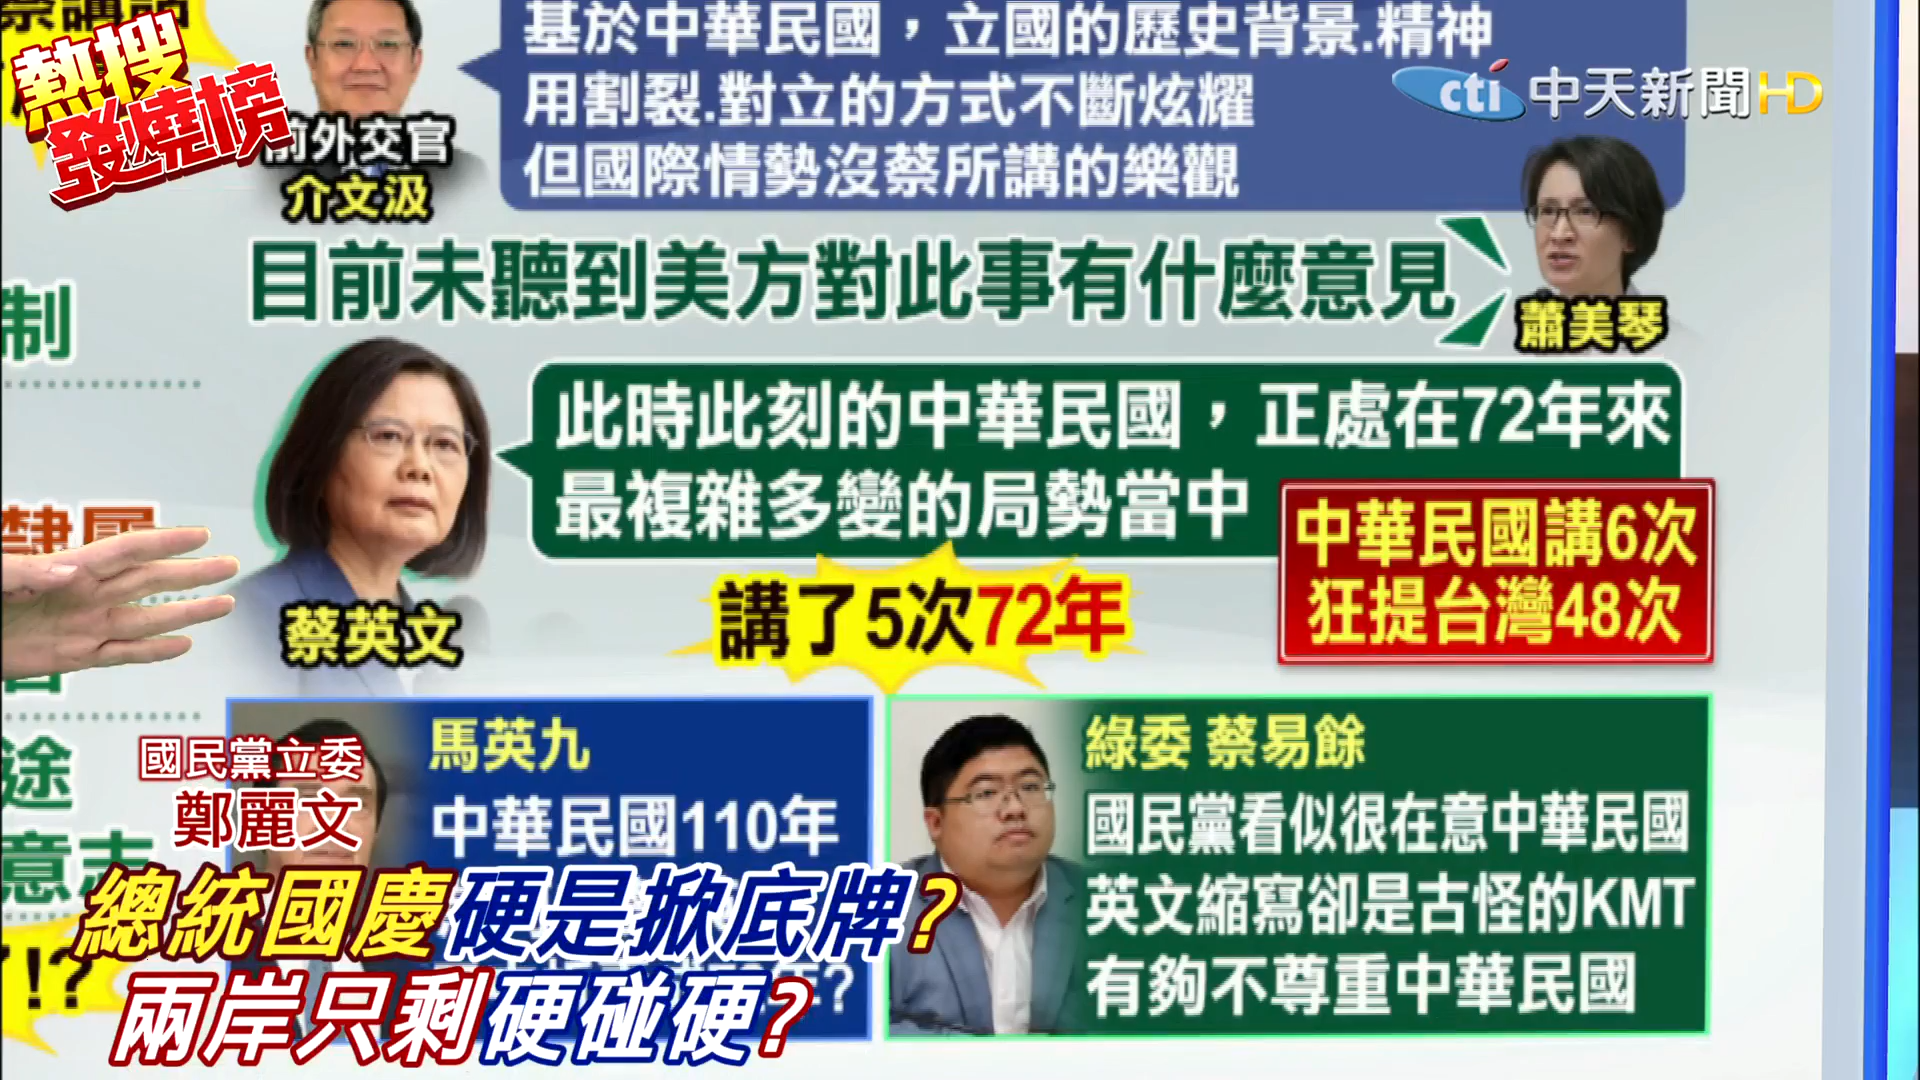 熱搜
發燒榜
前外交官
介文汲
基於中華民國，立國的歷史背景.精神
用割裂.對立的方式不斷炫耀
但國際情勢沒蔡所講的樂觀
cti 中天新聞HD
目前未聽到美方對此事有什麼意見
蕭美琴
制
此時此刻的中華民國，正處在72年來
最複雜多變的局勢當中
蔡英文
講了5次72年
中華民國講6次
狂提台灣48次
隸屬
途
意志
!?
馬英九
中華民國110年
年?
綠委 蔡易餘
國民黨看似很在意中華民國
英文縮寫卻是古怪的KMT
有夠不尊重中華民國
國民黨立委
鄭麗文
總統國慶硬是掀底牌?
兩岸只剩硬碰硬?